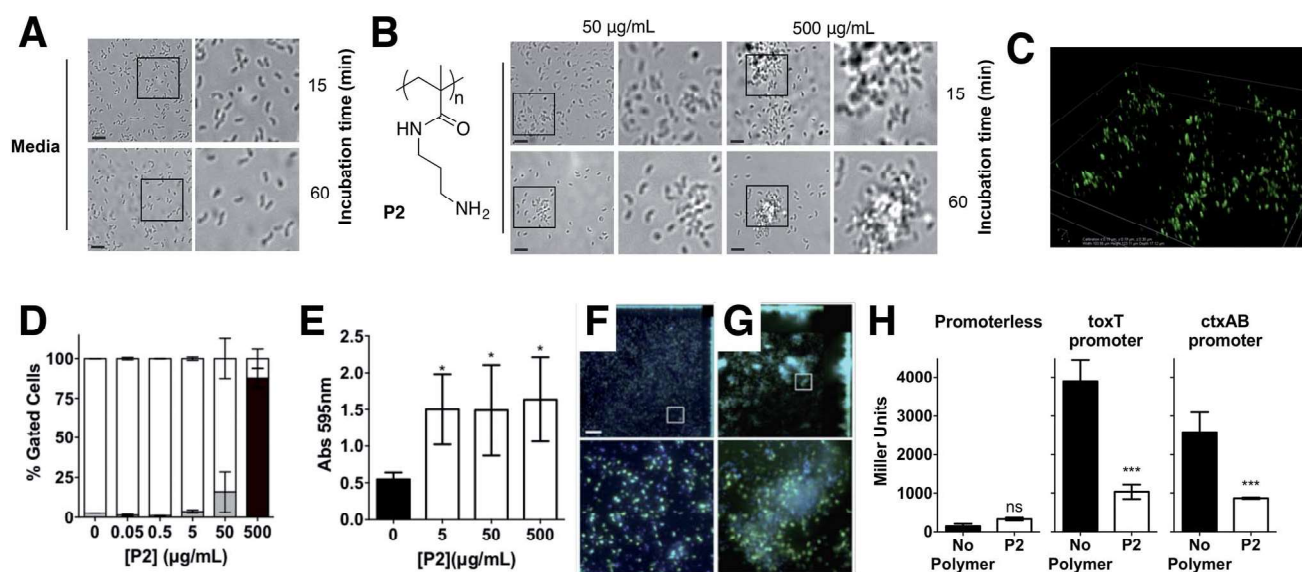 A
Media
15
60
Incubation time (min)
B
50 µg/mL
500 µg/mL
n
HN
O
NH2
P2
15
60
Incubation time (min)
C
D
% Gated Cells
100
75
50
25
0
0
0.05
0.5
5
50
500
[P2] (µg/mL)
E
Abs 595nm
2.5
2.0
1.5
1.0
0.5
0.0
*
*
*
0
5
50
500
[P2](µg/mL)
F
G
H
Promoterless
toxT
promoter
ctxAB
promoter
Miller Units
4000
3000
2000
1000
0
ns
***
***
No
Polymer
P2
No
Polymer
P2
No
Polymer
P2